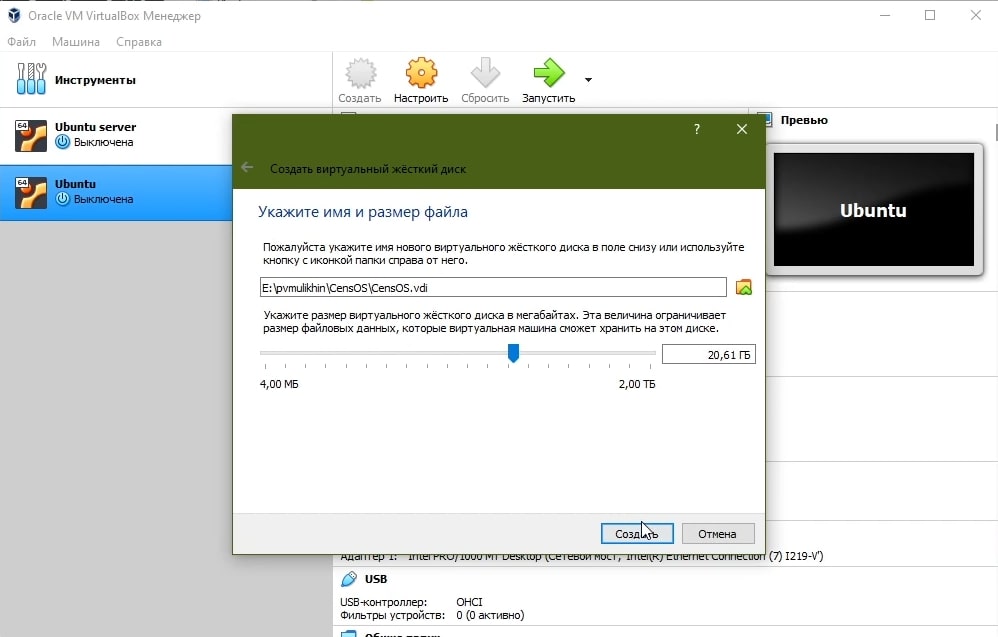 Oracle VM VirtualBox Менеджер
Файл Машина Справка
Инструменты
Создать Настроить Сбросить Запустить
64
Ubuntu server
Выключена
64
Ubuntu
Выключена
Превью
Ubuntu
?
Создать виртуальный жёсткий диск
Укажите имя и размер файла
Пожалуйста укажите имя нового виртуального жёсткого диска в поле снизу или используйте
кнопку с иконкой папки справа от него.
E:\pvmulikhin\CensOS\CensOS.vdi
Укажите размер виртуального жёсткого диска в мегабайтах. Эта величина ограничивает
размер файловых данных, которые виртуальная машина сможет хранить на этом диске.
20,61 ГБ
4,00 МБ 2,00 ТБ
Создать Отмена
Адаптер 1: Intel PRO/1000 MT Desktop (Сетевой мост, 'Intel(R) Ethernet Connection (7) I219-V')
USB
USB-контроллер: OHCI
Фильтры устройств: 0 (0 активно)
Общие папки